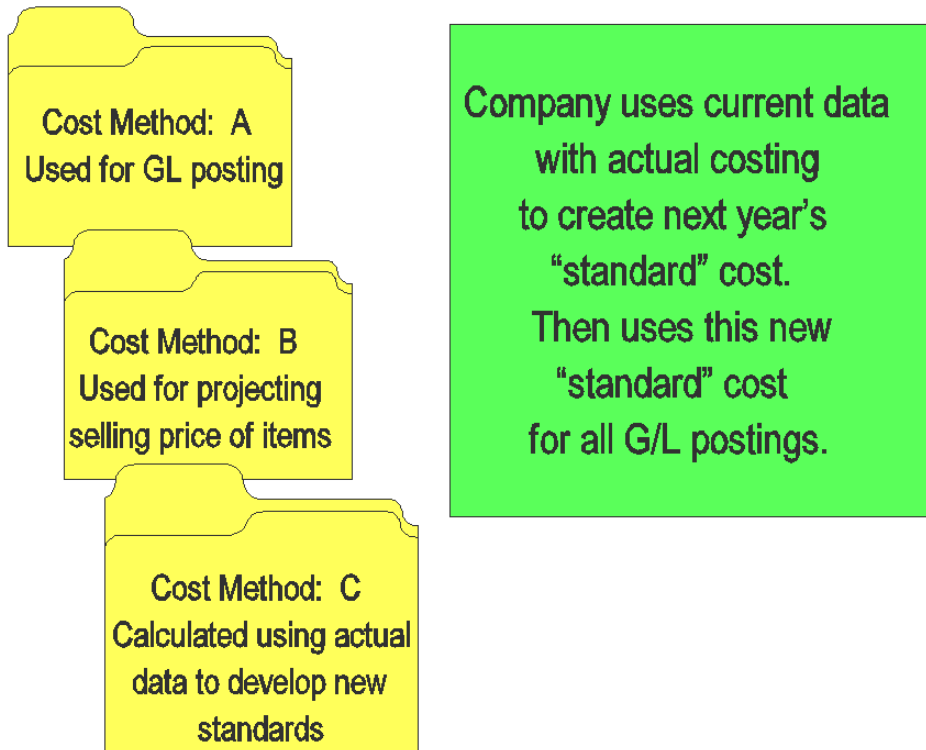 Cost Method: A
Used for GL posting
Cost Method: B
Used for projecting
selling price of items
Cost Method: C
Calculated using actual
data to develop new
standards
Company uses current data
with actual costing
to create next year’s
“standard” cost.
Then uses this new
“standard” cost
for all G/L postings.